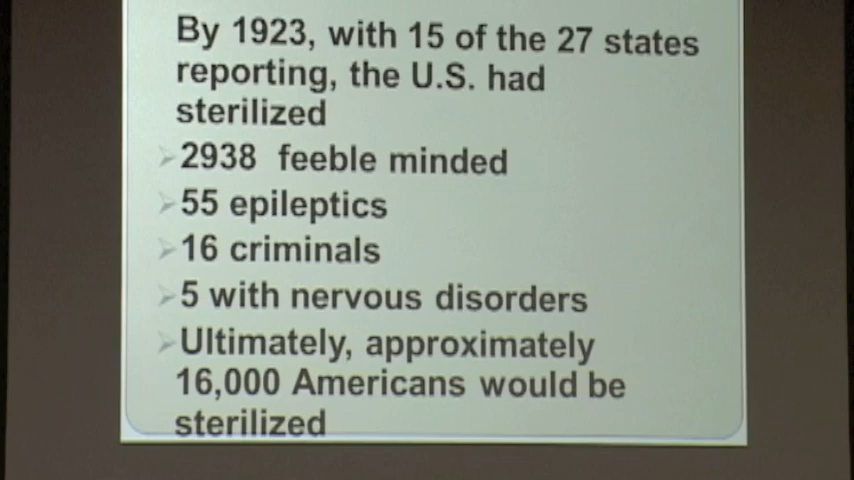 By 1923, with 15 of the 27 states
reporting, the U.S. had
sterilized
2938 feeble minded
55 epileptics
16 criminals
5 with nervous disorders
Ultimately, approximately
16,000 Americans would be
sterilized